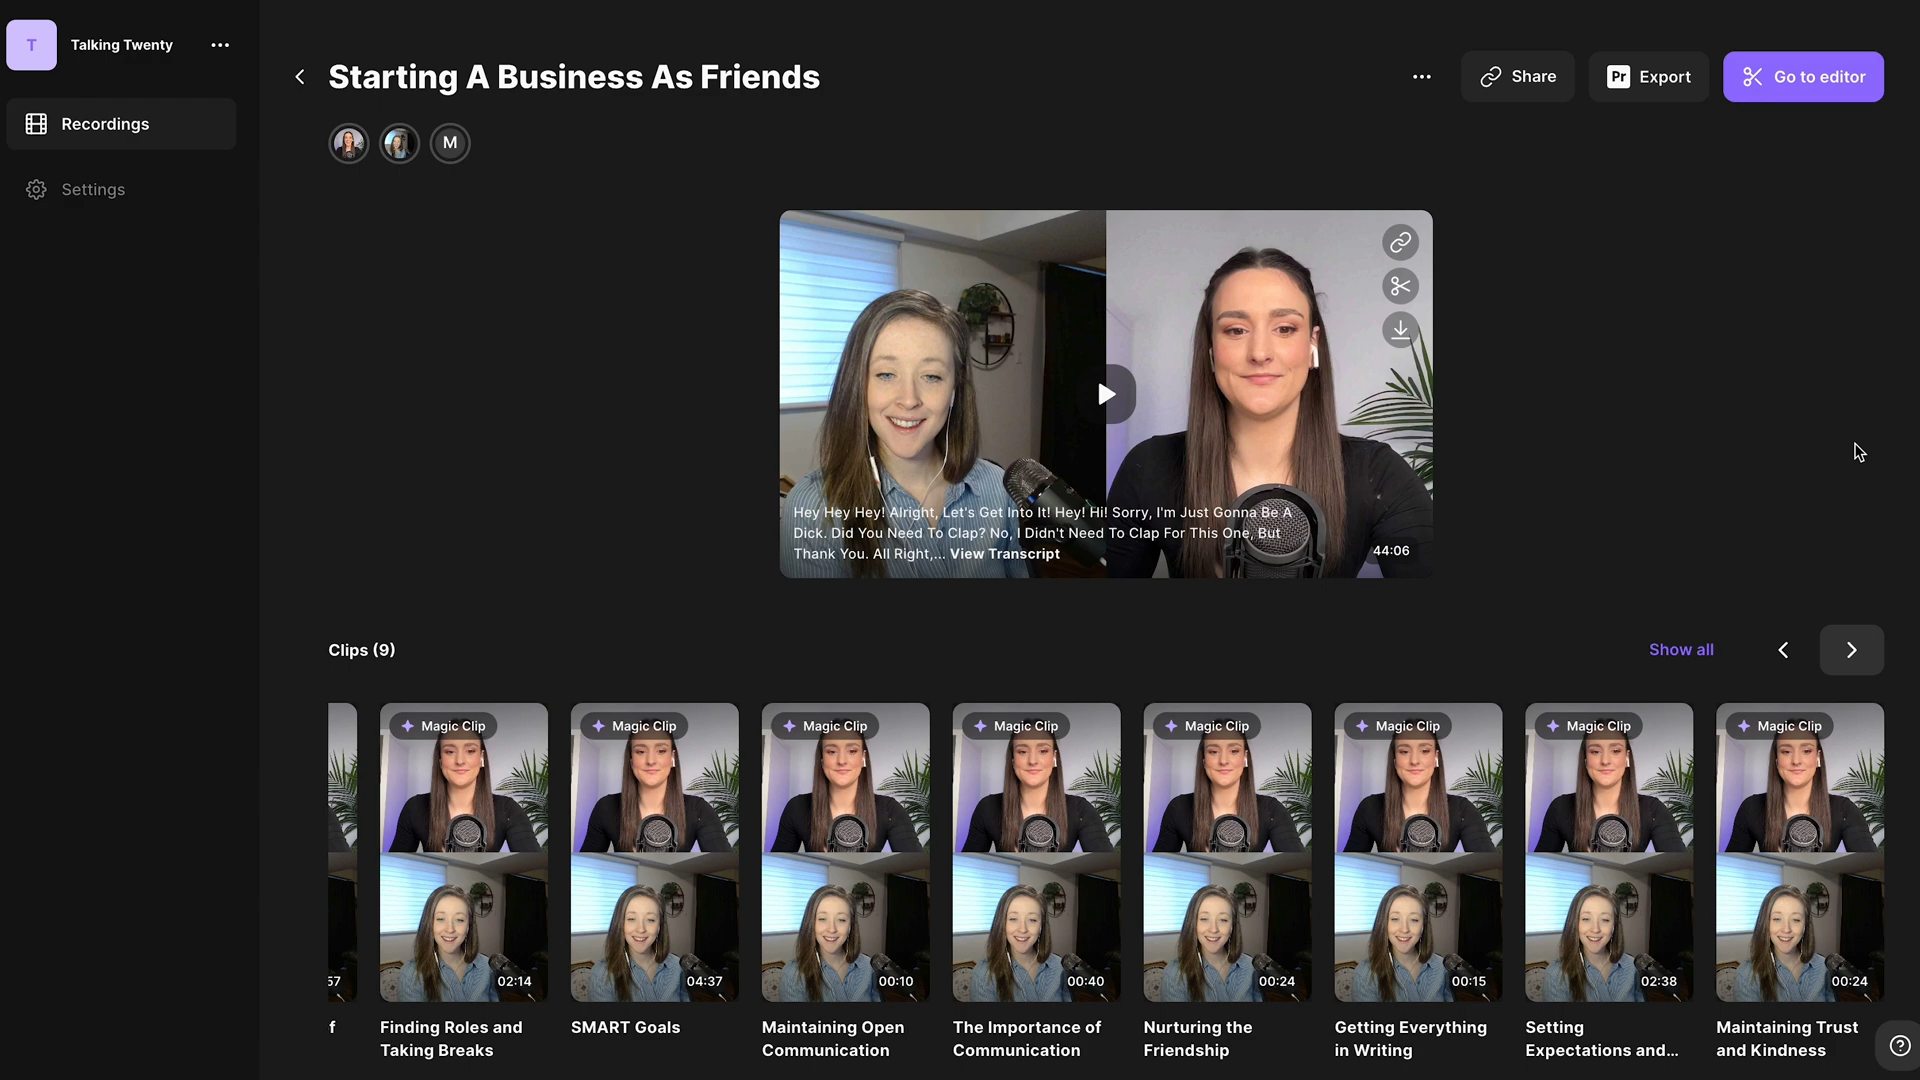 T
Talking Twenty
Recordings
Settings
Starting A Business As Friends
Share
Pr Export
Go to editor
M
Hey Hey Hey! Alright, Let's Get Into It! Hey! Hi! Sorry, I'm Just Gonna Be A
Dick. Did You Need To Clap? No, I Didn't Need To Clap For This One, But
Thank You. All Right,... View Transcript
44:06
Clips (9)
Show all
Magic Clip
Magic Clip
Magic Clip
Magic Clip
Magic Clip
Magic Clip
Magic Clip
Magic Clip
57
02:14
04:37
00:10
00:40
00:24
00:15
02:38
00:24
f
Finding Roles and
Taking Breaks
SMART Goals
Maintaining Open
Communication
The Importance of
Communication
Nurturing the
Friendship
Getting Everything
in Writing
Setting
Expectations and...
Maintaining Trust
and Kindness